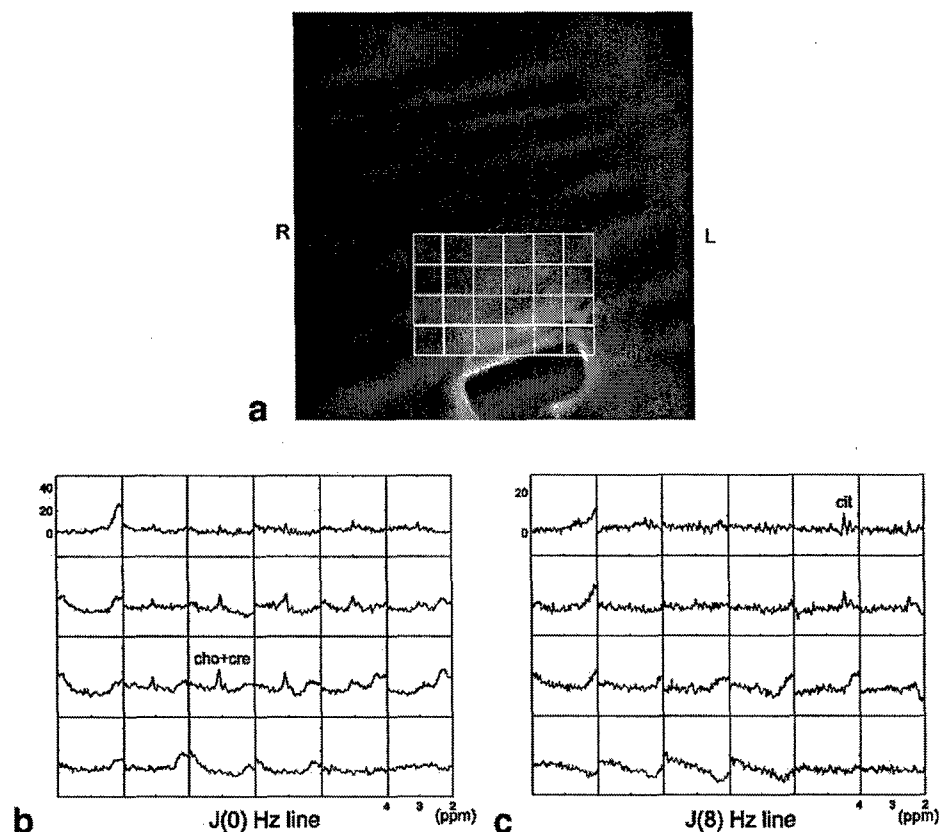 R
L
a
40
20
0
cho+cre
4 3 2
(ppm)
b
J(0) Hz line
20
0
cit
4 3 2
(ppm)
c
J(8) Hz line